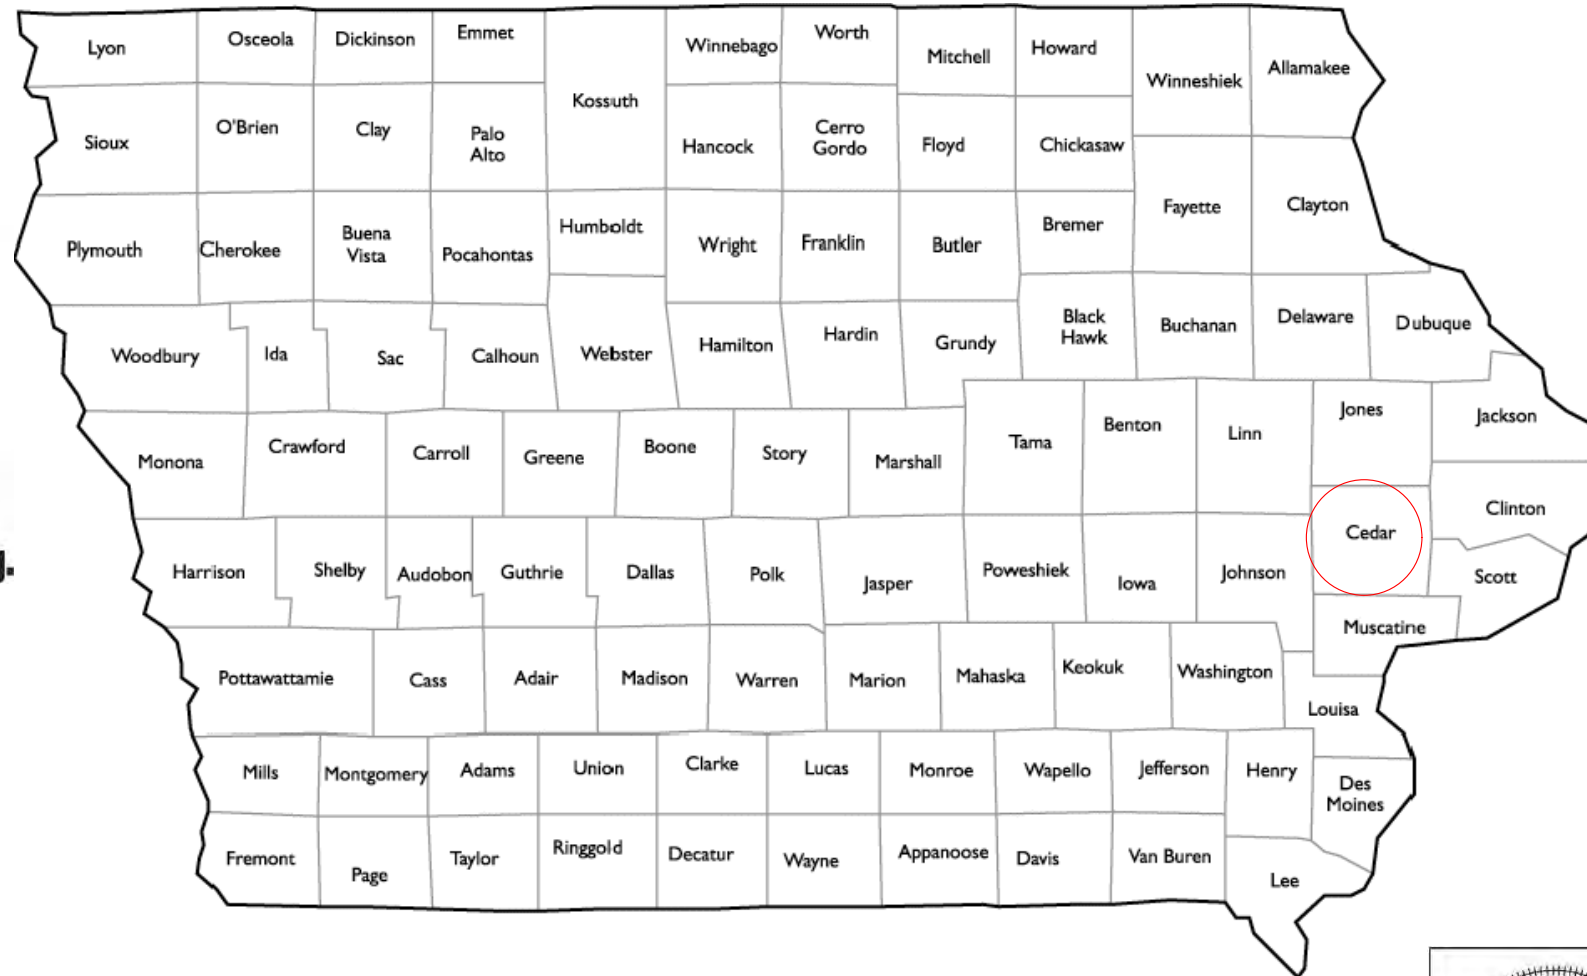 Lyon
Osceola
Dickinson
Emmet
Kossuth
Winnebago
Worth
Mitchell
Howard
Winneshiek
Allamakee
Sioux
O'Brien
Clay
Palo
Alto
Hancock
Cerro
Gordo
Floyd
Chickasaw
Fayette
Clayton
Plymouth
Cherokee
Buena
Vista
Pocahontas
Humboldt
Wright
Franklin
Butler
Bremer
Woodbury
Ida
Sac
Calhoun
Webster
Hamilton
Hardin
Grundy
Black
Hawk
Buchanan
Delaware
Dubuque
Monona
Crawford
Carroll
Greene
Boone
Story
Marshall
Tama
Benton
Linn
Jones
Jackson
Harrison
Shelby
Audobon
Guthrie
Dallas
Polk
Jasper
Poweshiek
Iowa
Johnson
Cedar
Clinton
Scott
Muscatine
Pottawattamie
Cass
Adair
Madison
Warren
Marion
Mahaska
Keokuk
Washington
Louisa
Mills
Montgomery
Adams
Union
Clarke
Lucas
Monroe
Wapello
Jefferson
Henry
Des
Moines
Fremont
Page
Taylor
Ringgold
Decatur
Wayne
Appanoose
Davis
Van Buren
Lee